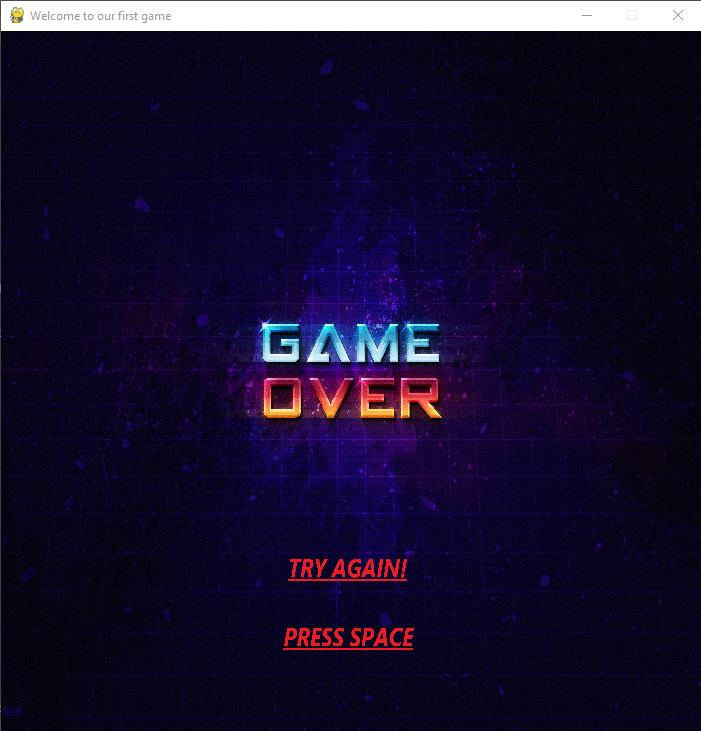 Welcome to our first game
GAME
OVER
TRY AGAIN!
PRESS SPACE